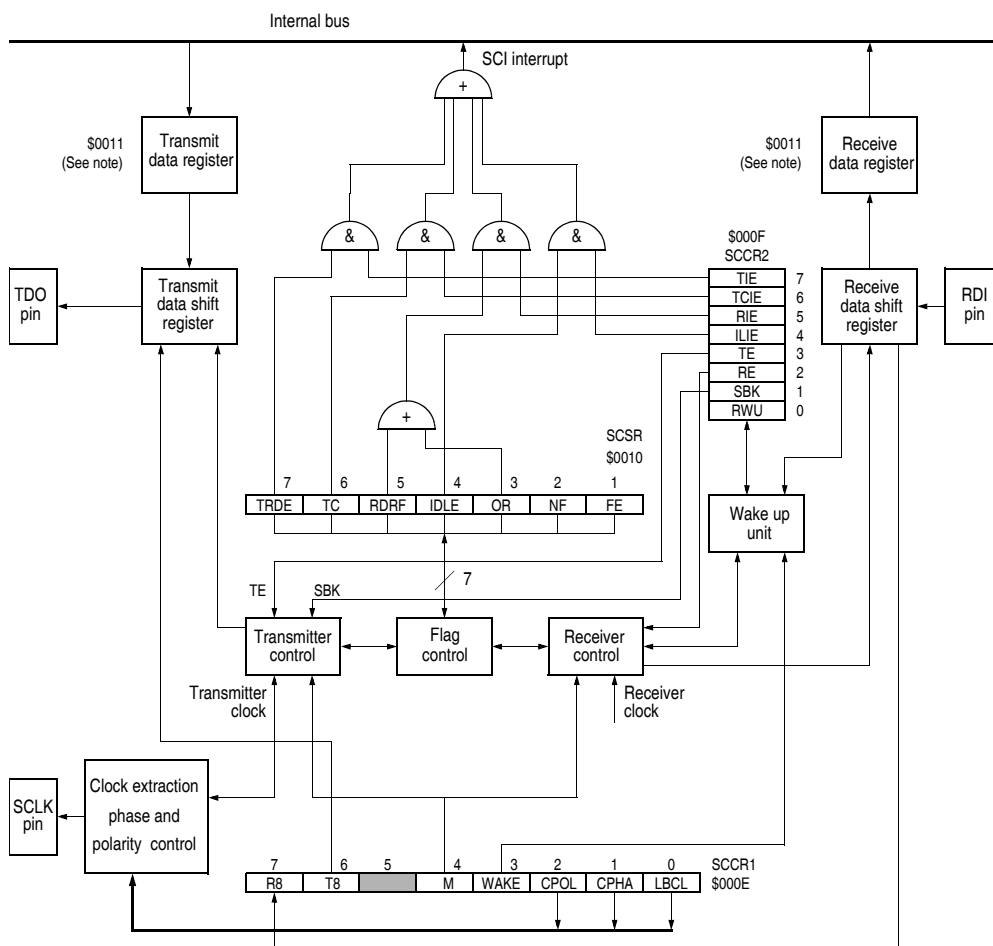 Internal bus
SCI interrupt
+
$0011
(See note)
Transmit
data register
$0011
(See note)
Receive
data register
& & & &
$000F
SCCR2
TDO
pin
Transmit
data shift
register
TIE 7
TCIE 6
RIE 5
ILIE 4
TE 3
RE 2
SBK 1
RWU 0
Receive
data shift
register
RDI
pin
+
SCSR
$0010
7 6 5 4 3 2 1
TRDE TC RDRF IDLE OR NF FE
Wake up
unit
7
TE SBK
Transmitter
control
Flag
control
Receiver
control
Transmitter
clock
Receiver
clock
SCLK
pin
Clock extraction
phase and
polarity control
7 6 5 4 3 2 1 0 SCCR1
R8 T8 M WAKE CPOL CPHA LBCL $000E